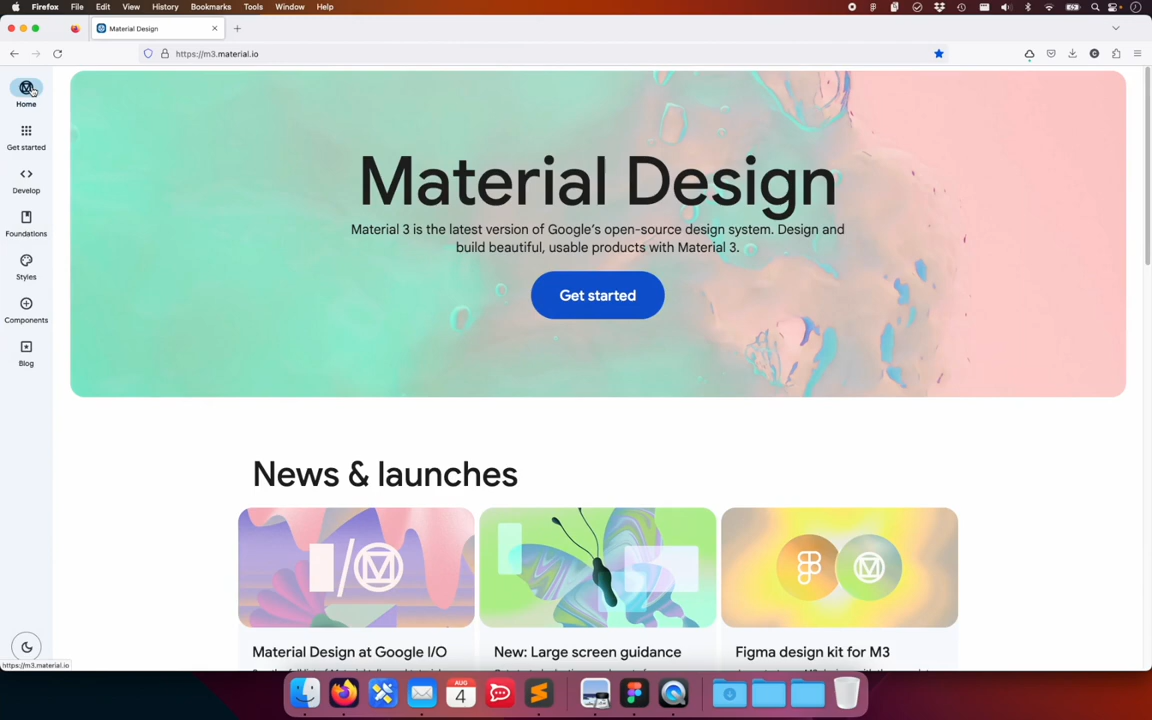 Firefox File Edit View History Bookmarks Tools Window Help
Material Design
https://m3.material.io
Home
Get started
Develop
Foundations
Styles
Components
Blog
Material Design
Material 3 is the latest version of Google’s open-source design system. Design and
build beautiful, usable products with Material 3.
Get started
News & launches
Material Design at Google I/O
New: Large screen guidance
Figma design kit for M3
https://m3.material.io
AUG
4